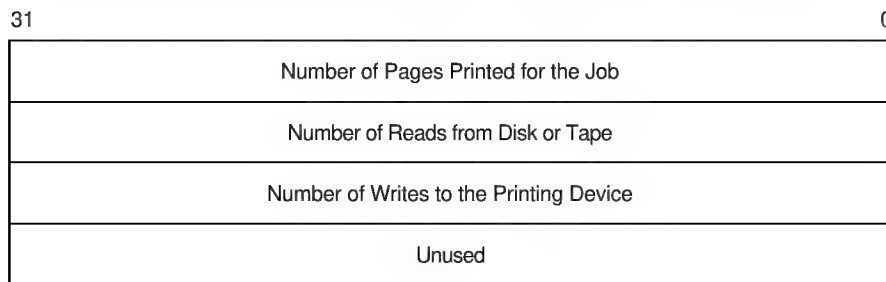 31 0
Number of Pages Printed for the Job
Number of Reads from Disk or Tape
Number of Writes to the Printing Device
Unused